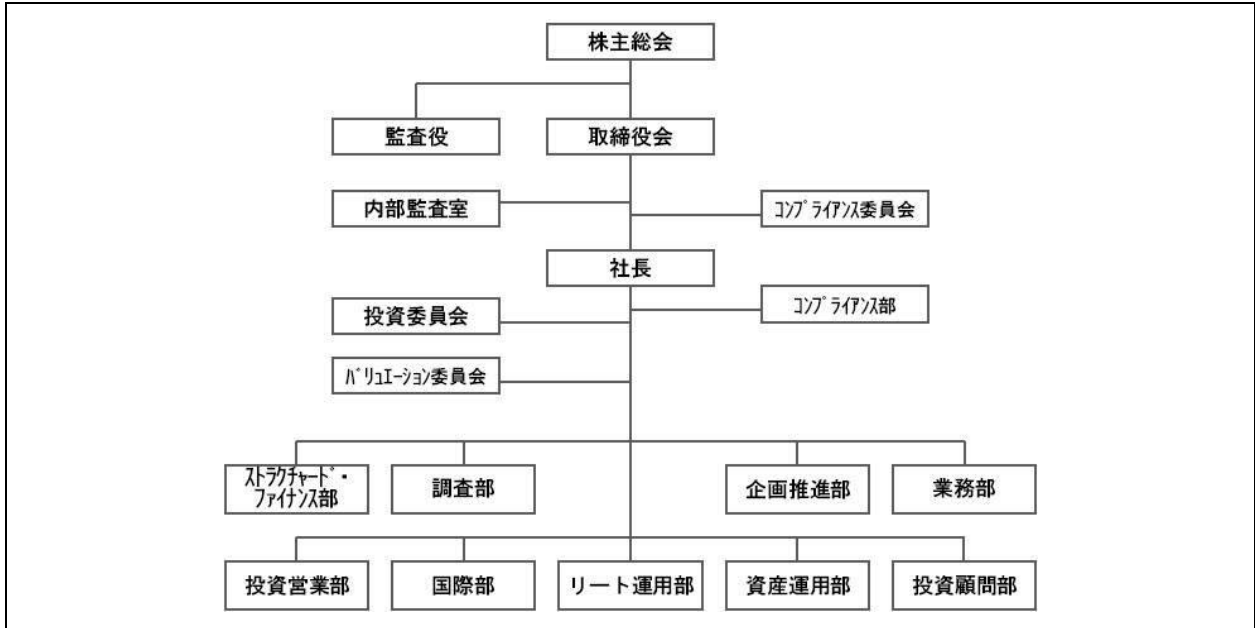 株主総会
監査役
取締役会
内部監査室
ｺﾝﾌﾟﾗｲｱﾝｽ委員会
社長
投資委員会
ｺﾝﾌﾟﾗｲｱﾝｽ部
ﾊﾞﾘｭｴｰｼｮﾝ委員会
ｽﾄﾗｸﾁｬｰﾄﾞ・
ﾌｧｲﾅﾝｽ部
調査部
企画推進部
業務部
投資営業部
国際部
リート運用部
資産運用部
投資顧問部